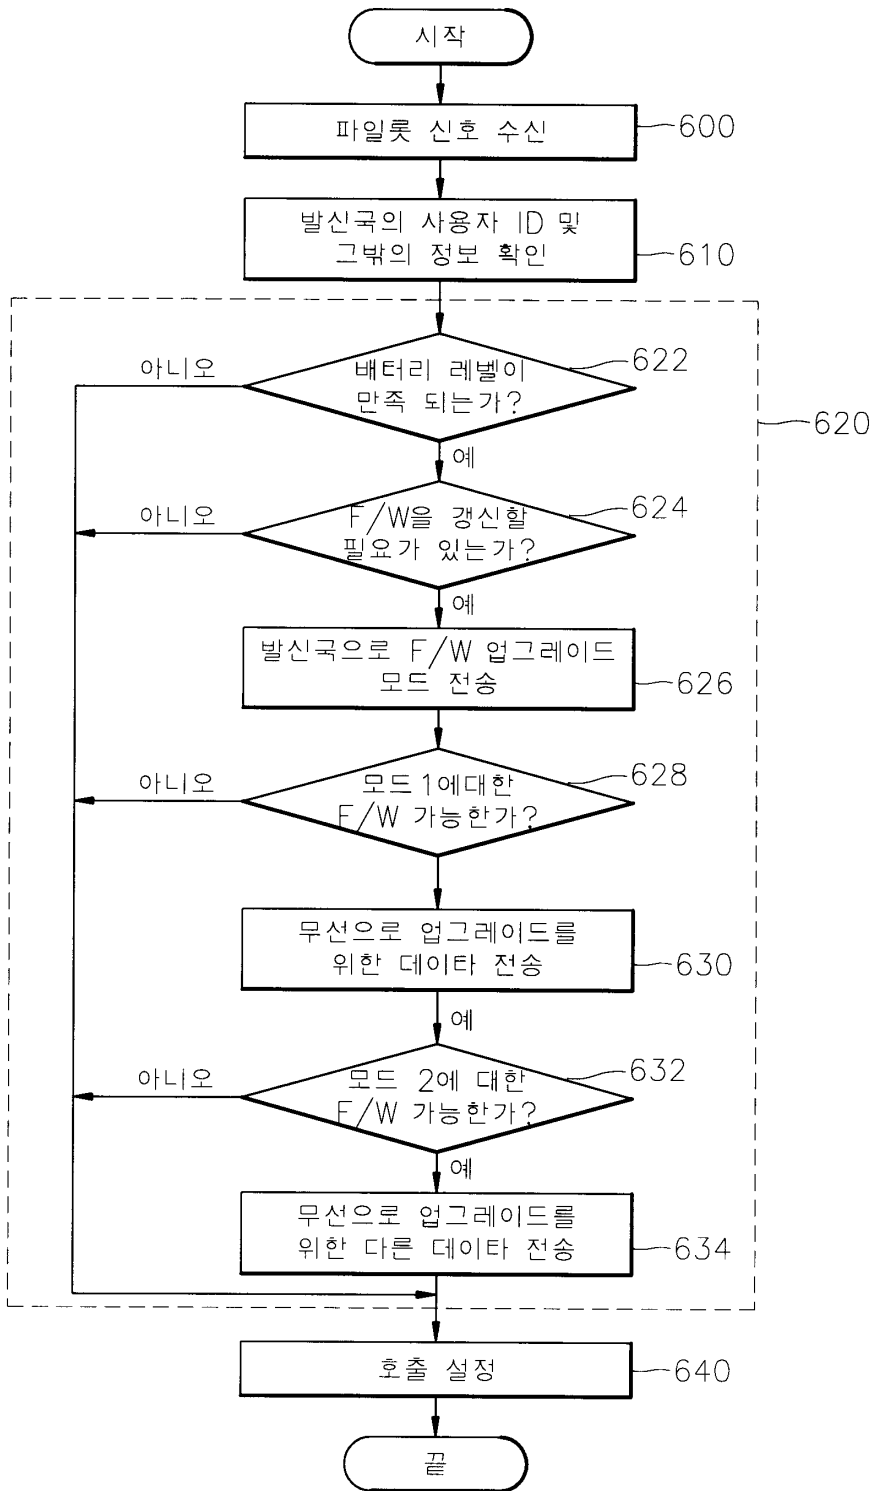 시작
파일롯 신호 수신
600
발신국의 사용자 ID 및
그밖의 정보 확인
610
배터리 레벨이
만족 되는가?
622
아니오
620
예
F/W을 갱신할
필요가 있는가?
624
아니오
예
발신국으로 F/W 업그레이드
모드 전송
626
모드1에대한
F/W 가능한가?
628
아니오
무선으로 업그레이드를
위한 데이타 전송
630
예
모드 2에 대한
F/W 가능한가?
632
아니오
예
무선으로 업그레이드를
위한 다른 데이타 전송
634
호출 설정
640
끝